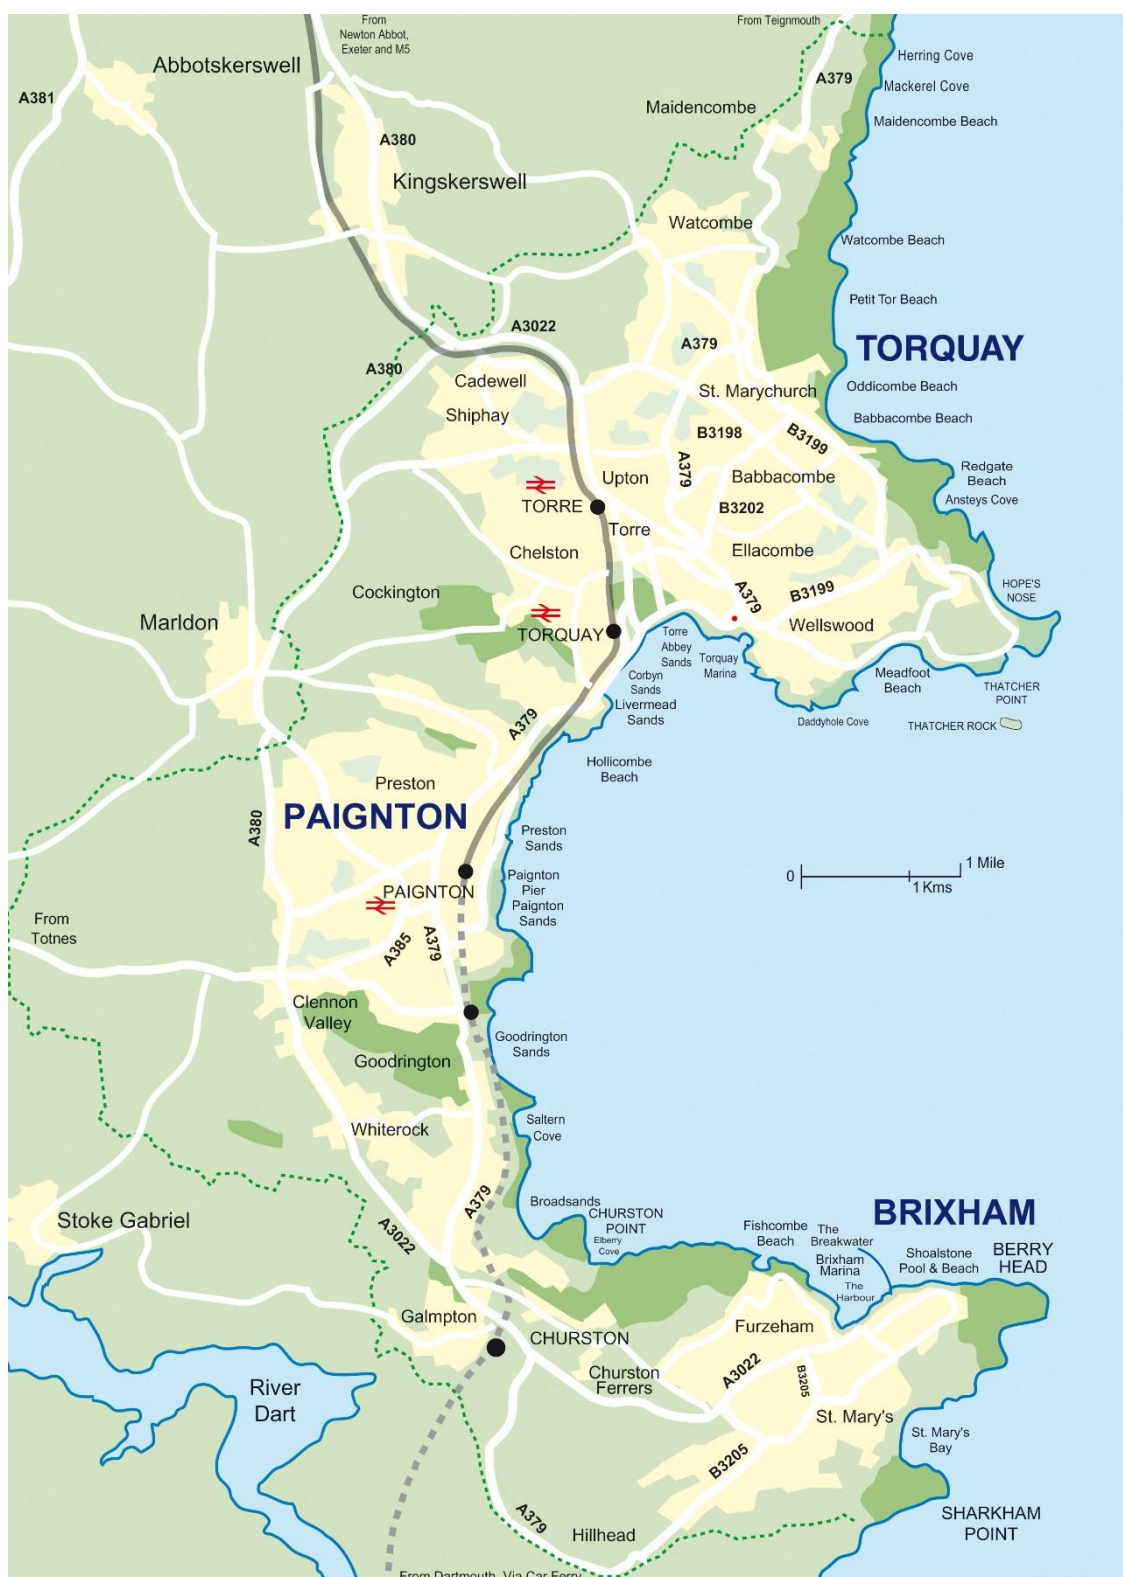 From
Newton Abbot,
Exeter and M5
From Teignmouth
Abbotskerswell
A381
A380
Kingskerswell
Maidencombe
A379
Herring Cove
Mackerel Cove
Maidencombe Beach
Watcombe
Watcombe Beach
Petit Tor Beach
A3022
A379
TORQUAY
A380
Cadewell
Shiphay
St. Marychurch
Oddicombe Beach
Babbacombe Beach
B3198
B3199
A379
Upton
Babbacombe
Redgate
Beach
Ansteys Cove
TORRE
Torre
B3202
Chelston
Ellacombe
Cockington
A379
B3199
HOPE'S
NOSE
Marldon
TORQUAY
Wellswood
Torre
Abbey
Sands
Torquay
Marina
Corbyn
Sands
Livermead
Sands
Meadfoot
Beach
THATCHER
POINT
Daddyhole Cove
THATCHER ROCK
A379
Hollicombe
Beach
Preston
PAIGNTON
A380
Preston
Sands
0
1 Mile
1 Kms
PAIGNTON
Paignton
Pier
Paignton
Sands
From
Totnes
A385
A379
Clennon
Valley
Goodrington
Goodrington
Sands
Whiterock
Saltern
Cove
A379
Stoke Gabriel
A3022
Broadsands
CHURSTON
POINT
Elberry
Cove
BRIXHAM
Fishcombe
Beach
The
Breakwater
Brixham
Marina
The
Harbour
Shoalstone
Pool & Beach
BERRY
HEAD
Galmpton
CHURSTON
Furzeham
Churston
Ferrers
A3022
B3205
River
Dart
St. Mary's
St. Mary's
Bay
B3205
A379
Hillhead
SHARKHAM
POINT
From Dartmouth, Via Car Ferry